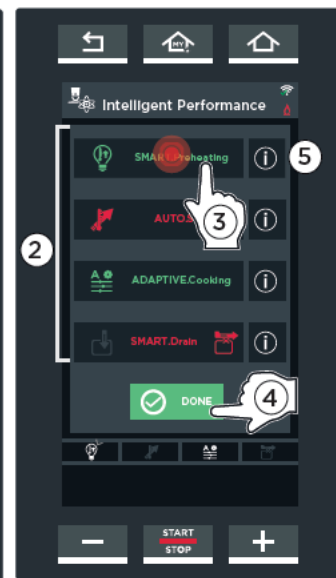 MY
Intelligent Performance
5
SMART.Preheating
2
3
AUTO.
ADAPTIVE.Cooking
SMART.Drain
4
DONE
START
STOP